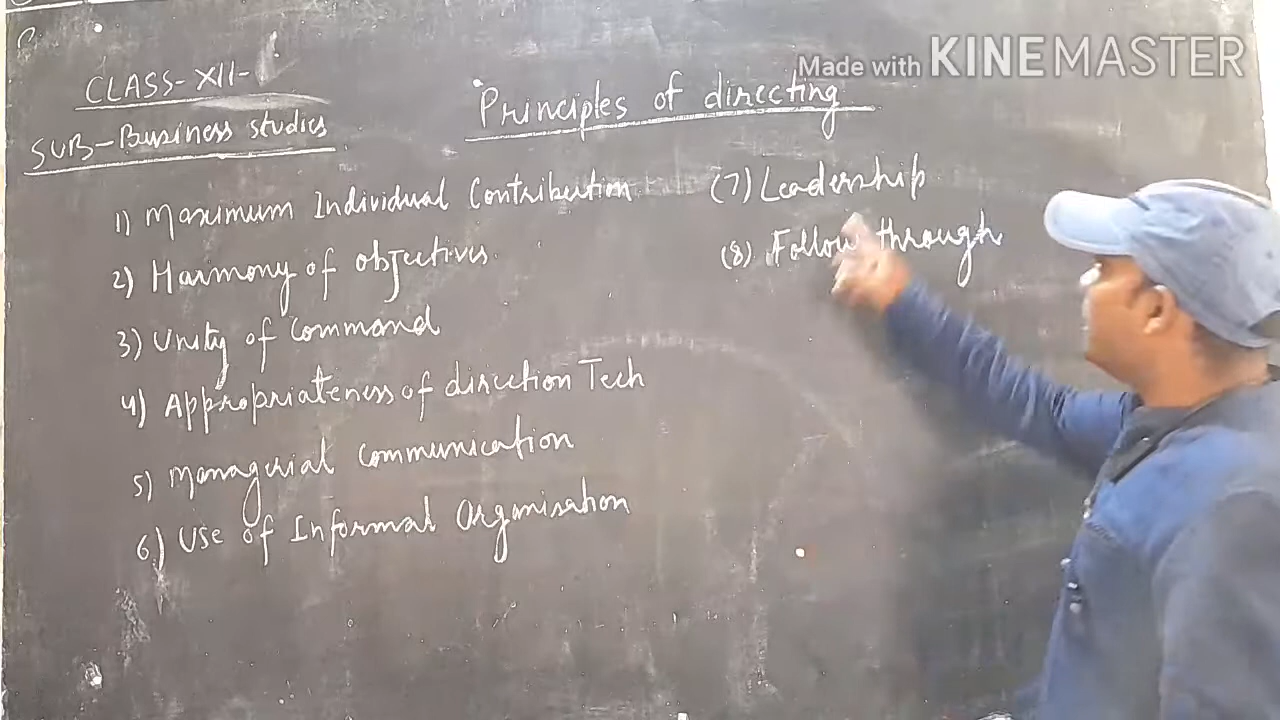 Made with KINEMASTER
CLASS-XII-
SUB-Business studies
Principles of directing
1) Maximum Individual Contribution
2) Harmony of objectives
3) Unity of Command
4) Appropriateness of direction Tech
5) Managerial Communication
6) Use of Informal Organisation
(7) Leadership
(8) Follow through